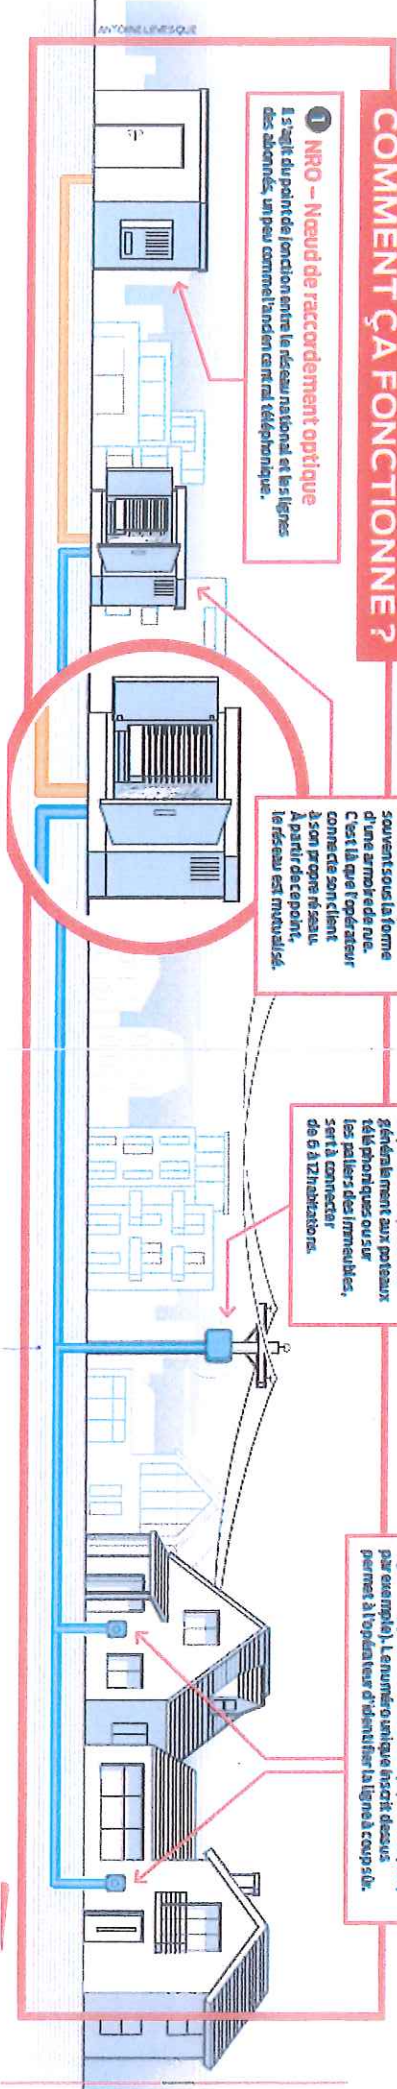 COMMENT ÇA FONCTIONNE ?
1 NRO – Nœud de raccordement optique
Il s'agit du point de jonction entre le réseau national et les lignes
des abonnés, un peu comme l'ancien central téléphonique.
souvent sous la forme
d'une armoire de rue.
C'est là que l'opérateur
connecte son client
à son propre réseau.
À partir de ce point,
le réseau est mutualisé.
généralement aux poteaux
téléphoniques ou sur
les paliers des immeubles,
sert à connecter
de 6 à 12 habitations.
par exemple). Le numéro unique inscrit dessus
permet à l'opérateur d'identifier la ligne à coup sûr.
ANTOINE LEVESQUE